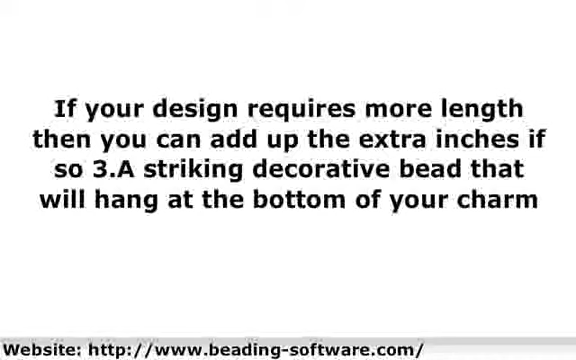 If your design requires more length
then you can add up the extra inches if
so 3.A striking decorative bead that
will hang at the bottom of your charm
Website: http://www.beading-software.com/